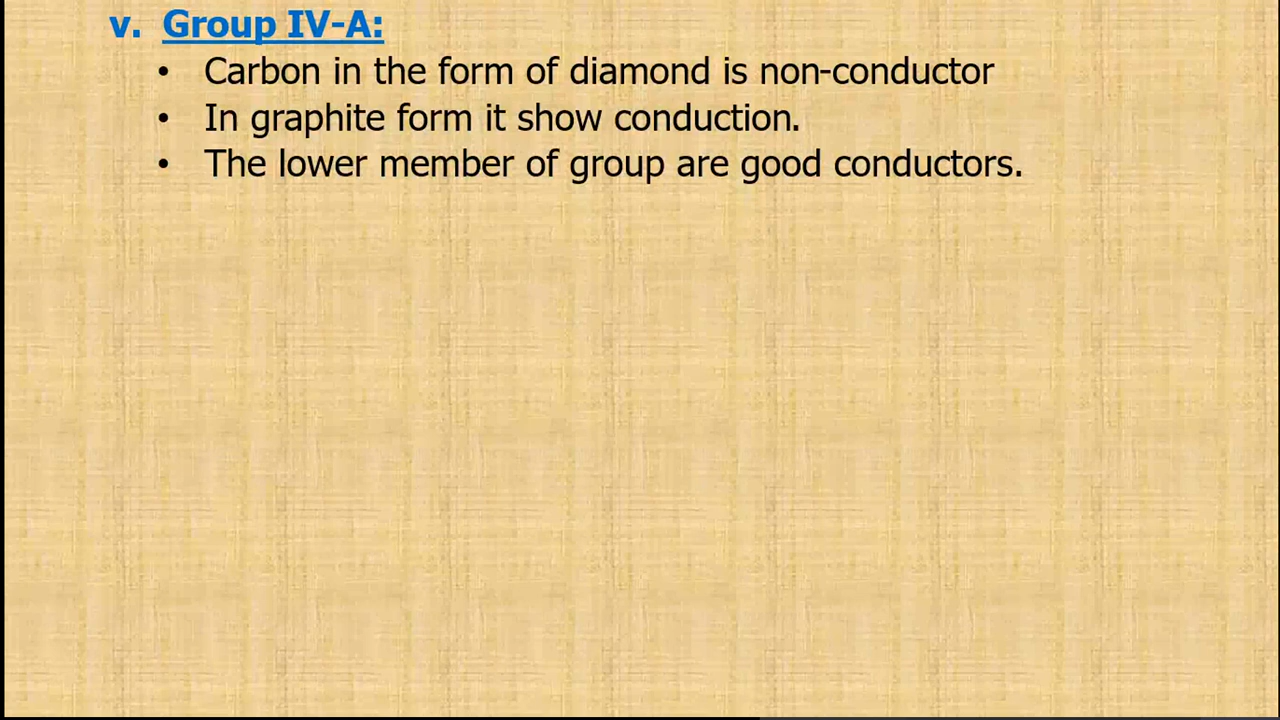 v. Group IV-A:
• Carbon in the form of diamond is non-conductor
• In graphite form it show conduction.
• The lower member of group are good conductors.